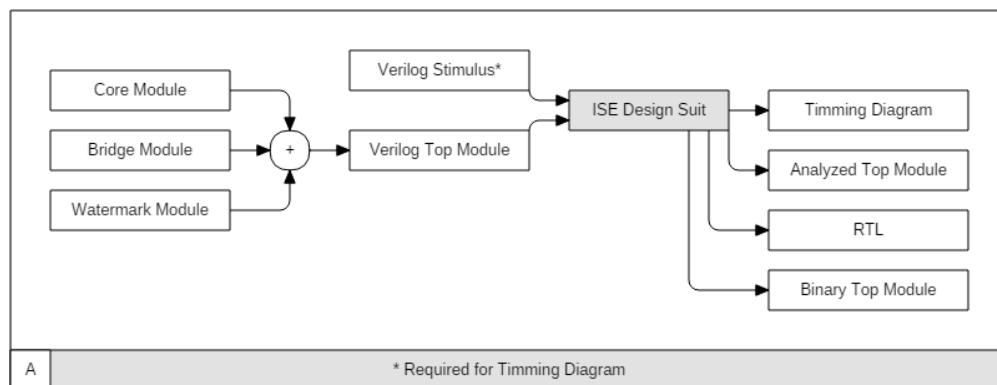 Core Module
Bridge Module
Watermark Module
+
Verilog Stimulus*
Verilog Top Module
ISE Design Suit
Timming Diagram
Analyzed Top Module
RTL
Binary Top Module
A
* Required for Timming Diagram